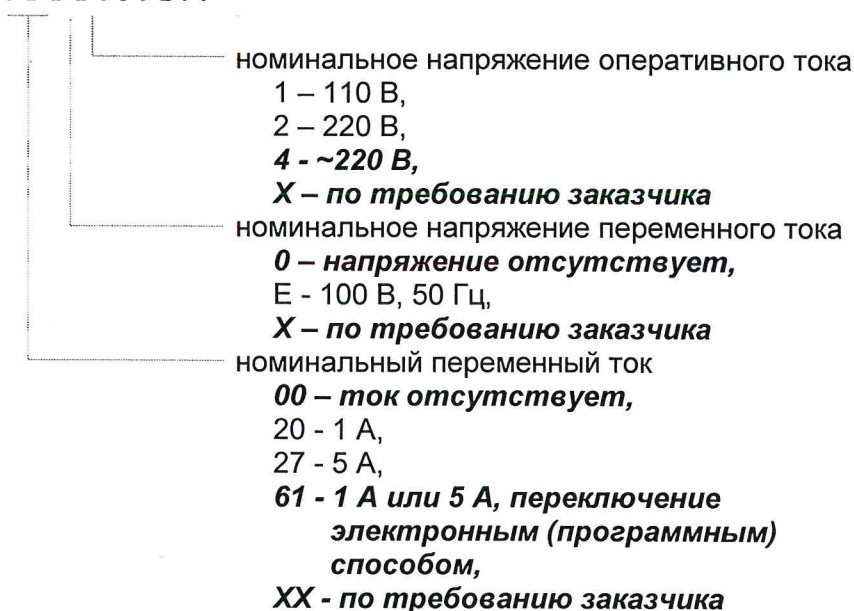 номинальное напряжение оперативного тока
1 – 110 В,
2 – 220 В,
4 - ~220 В,
Х – по требованию заказчика
номинальное напряжение переменного тока
0 – напряжение отсутствует,
Е - 100 В, 50 Гц,
Х – по требованию заказчика
номинальный переменный ток
00 – ток отсутствует,
20 - 1 А,
27 - 5 А,
61 - 1 А или 5 А, переключение
электронным (программным)
способом,
ХХ - по требованию заказчика